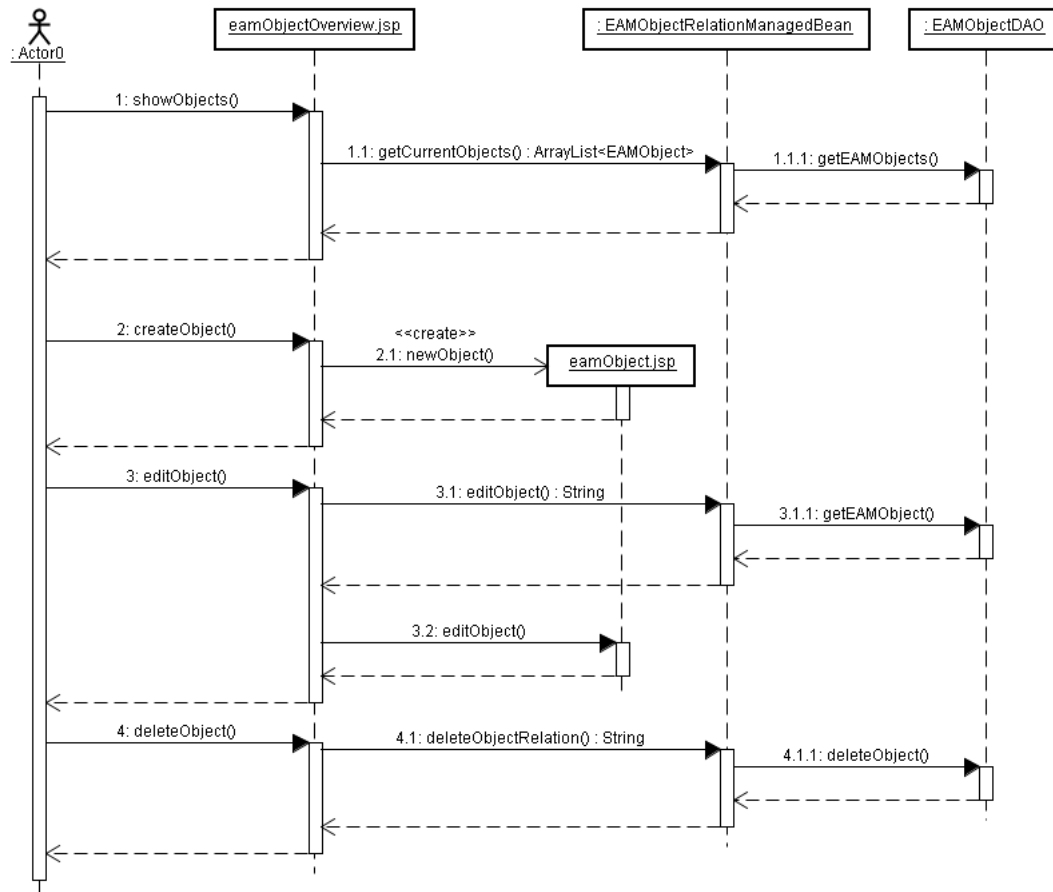 : Actor0
eamObjectOverview.jsp
: EAMObjectRelationManagedBean
: EAMObjectDAO
1: showObjects()
1.1: getCurrentObjects() : ArrayList<EAMObject>
1.1.1: getEAMObjects()
2: createObject()
<<create>>
2.1: newObject()
eamObject.jsp
3: editObject()
3.1: editObject() : String
3.1.1: getEAMObject()
3.2: editObject()
4: deleteObject()
4.1: deleteObjectRelation() : String
4.1.1: deleteObject()